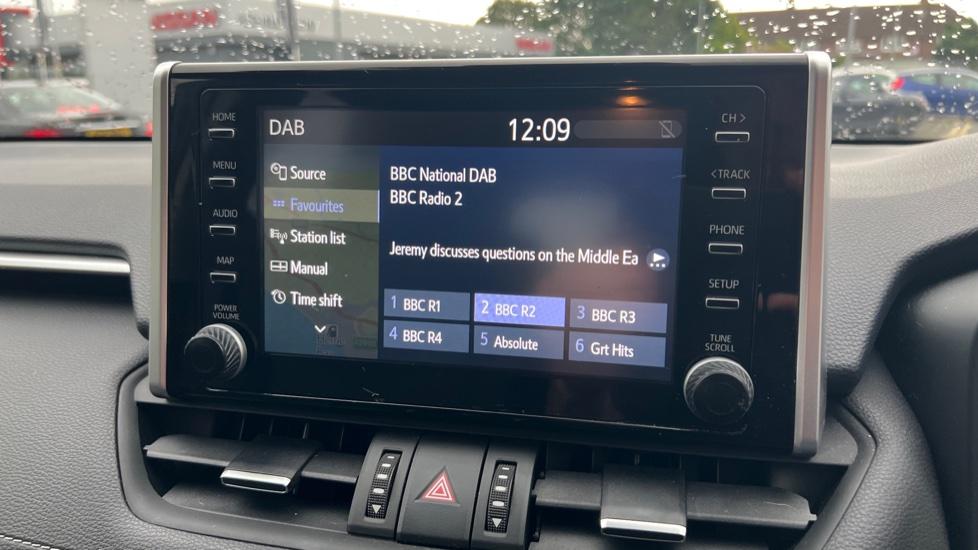 NISSAN
HOME
MENU
AUDIO
MAP
POWER
VOLUME
DAB
12:09
Source
Favourites
Station list
Manual
Time shift
BBC National DAB
BBC Radio 2
Jeremy discusses questions on the Middle Ea
1 BBC R1
2 BBC R2
3 BBC R3
4 BBC R4
5 Absolute
6 Grt Hits
CH >
< TRACK
PHONE
SETUP
TUNE
SCROLL